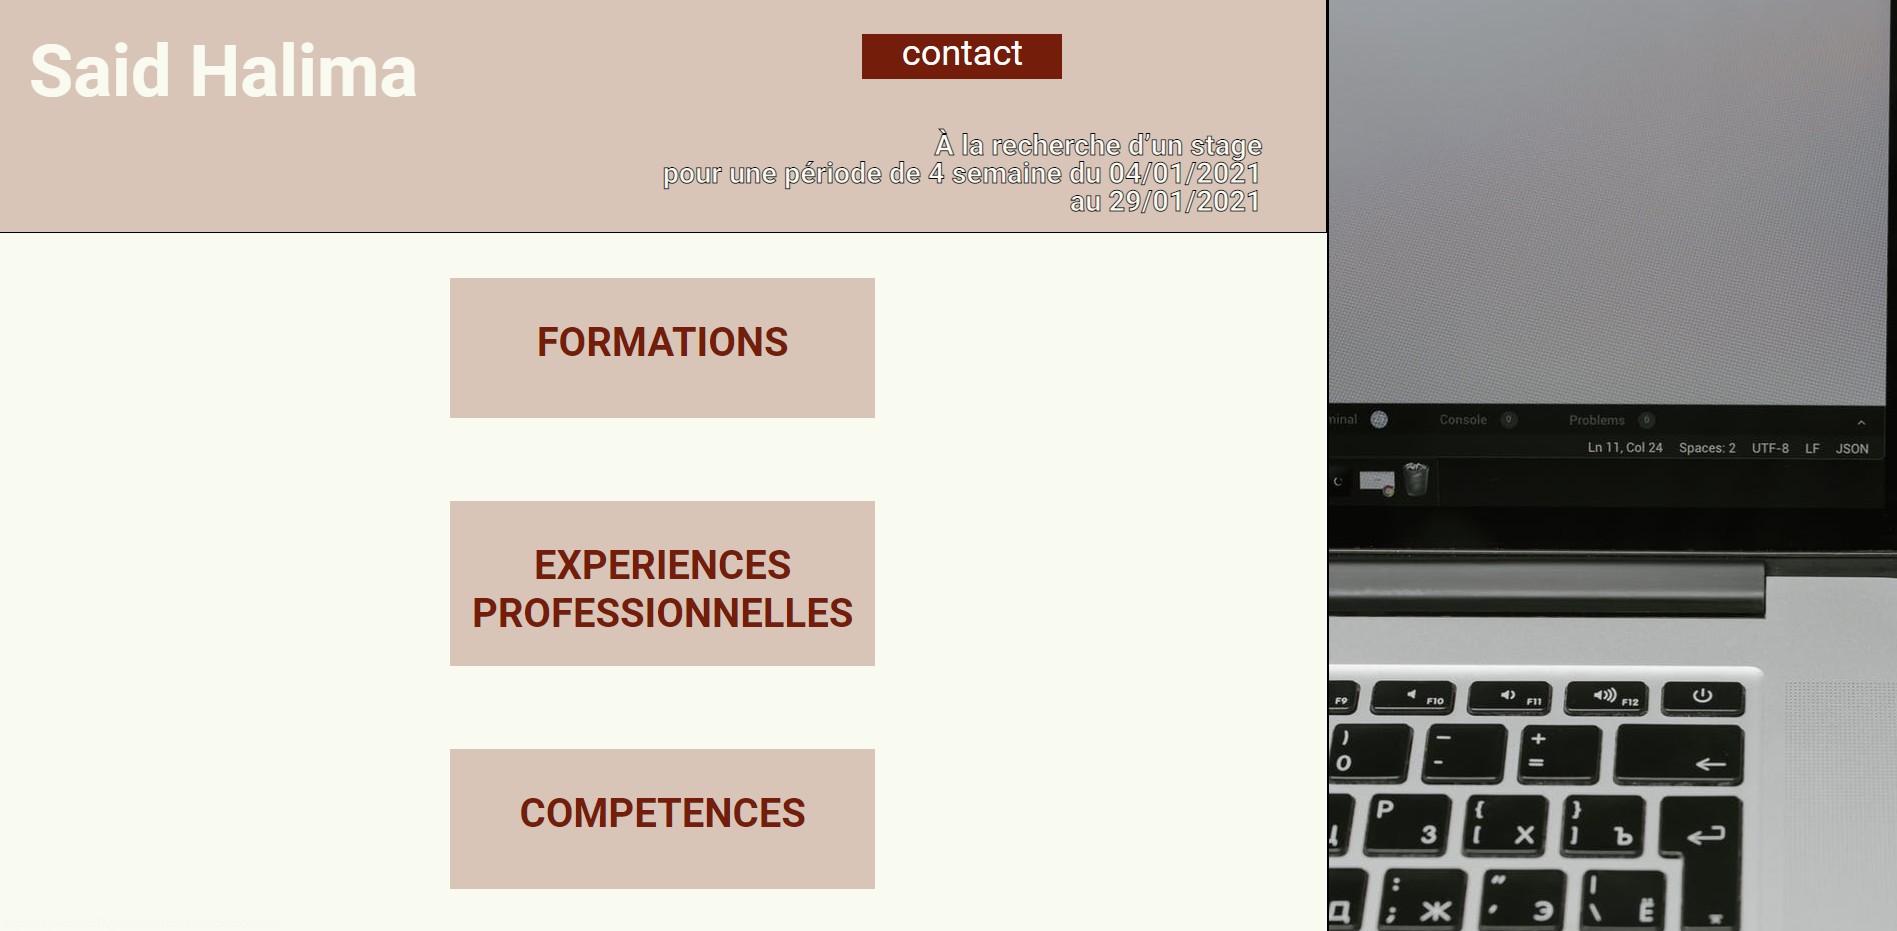 Said Halima
contact
À la recherche d'un stage
pour une période de 4 semaine du 04/01/2021
au 29/01/2021
FORMATIONS
EXPERIENCES
PROFESSIONNELLES
COMPETENCES
Console 0 Problems 0
Ln 11, Col 24 Spaces: 2 UTF-8 LF JSON
F9 F10 F11 F12
) — +
0 - =
Р { }
З [ Х ] Ъ
: " |
; Ж ' Э \ Ё